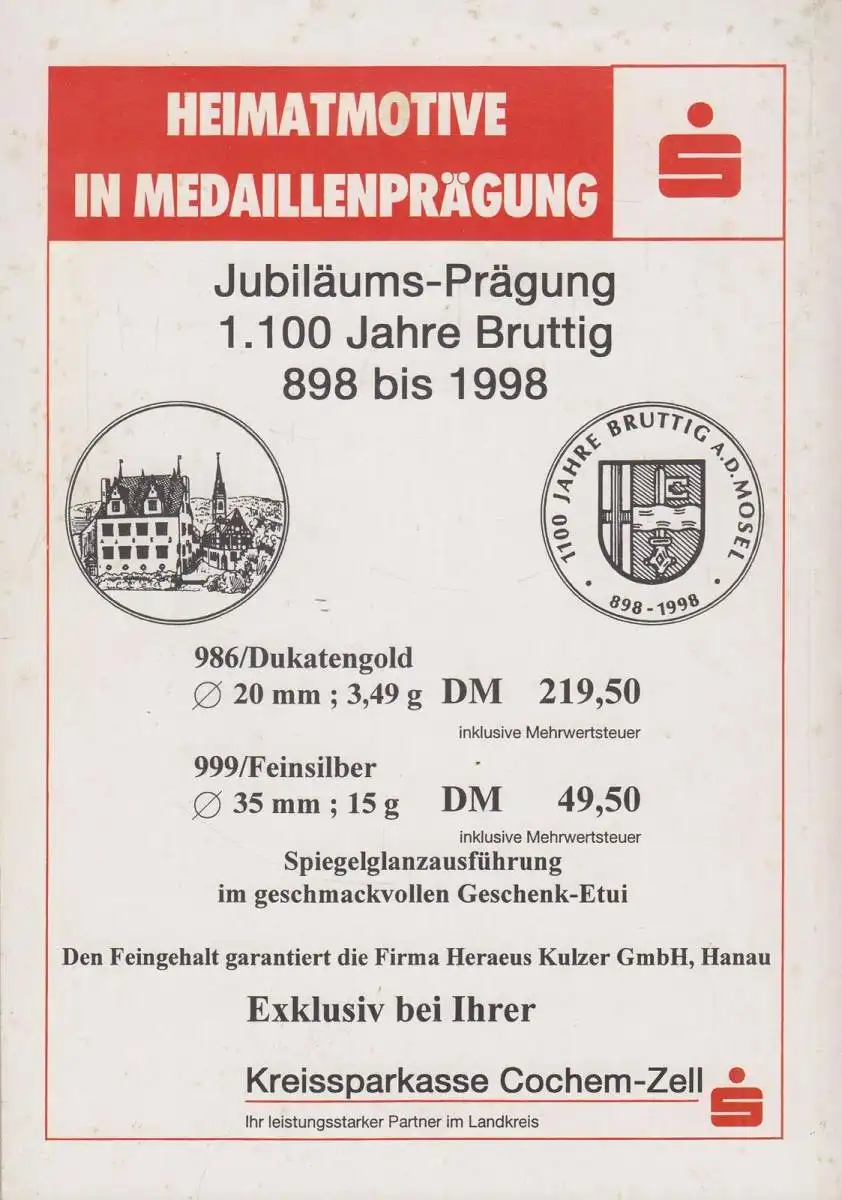 HEIMATMOTIVE
IN MEDAILLENPRÄGUNG
Jubiläums-Prägung
1.100 Jahre Bruttig
898 bis 1998
1100 JAHRE BRUTTIG A.D. MOSEL
• 898-1998 •
986/Dukatengold
∅ 20 mm ; 3,49 g DM 219,50
inklusive Mehrwertsteuer
999/Feinsilber
∅ 35 mm ; 15 g DM 49,50
inklusive Mehrwertsteuer
Spiegelglanzausführung
im geschmackvollen Geschenk-Etui
Den Feingehalt garantiert die Firma Heraeus Kulzer GmbH, Hanau
Exklusiv bei Ihrer
Kreissparkasse Cochem-Zell
Ihr leistungsstarker Partner im Landkreis